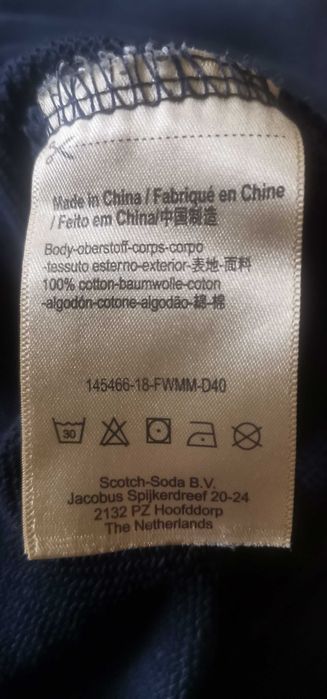 Made in China / Fabriqué en Chine
/ Feito em China/中国製造
Body-oberstoff-corps-corpo
-tessuto esterno-exterior-表地-面料
100% cotton-baumwolle-coton
-algodón-cotone-algodão-綿-棉
145466-18-FWMM-D40
30
Scotch-Soda B.V.
Jacobus Spijkerdreef 20-24
2132 PZ Hoofddorp
The Netherlands